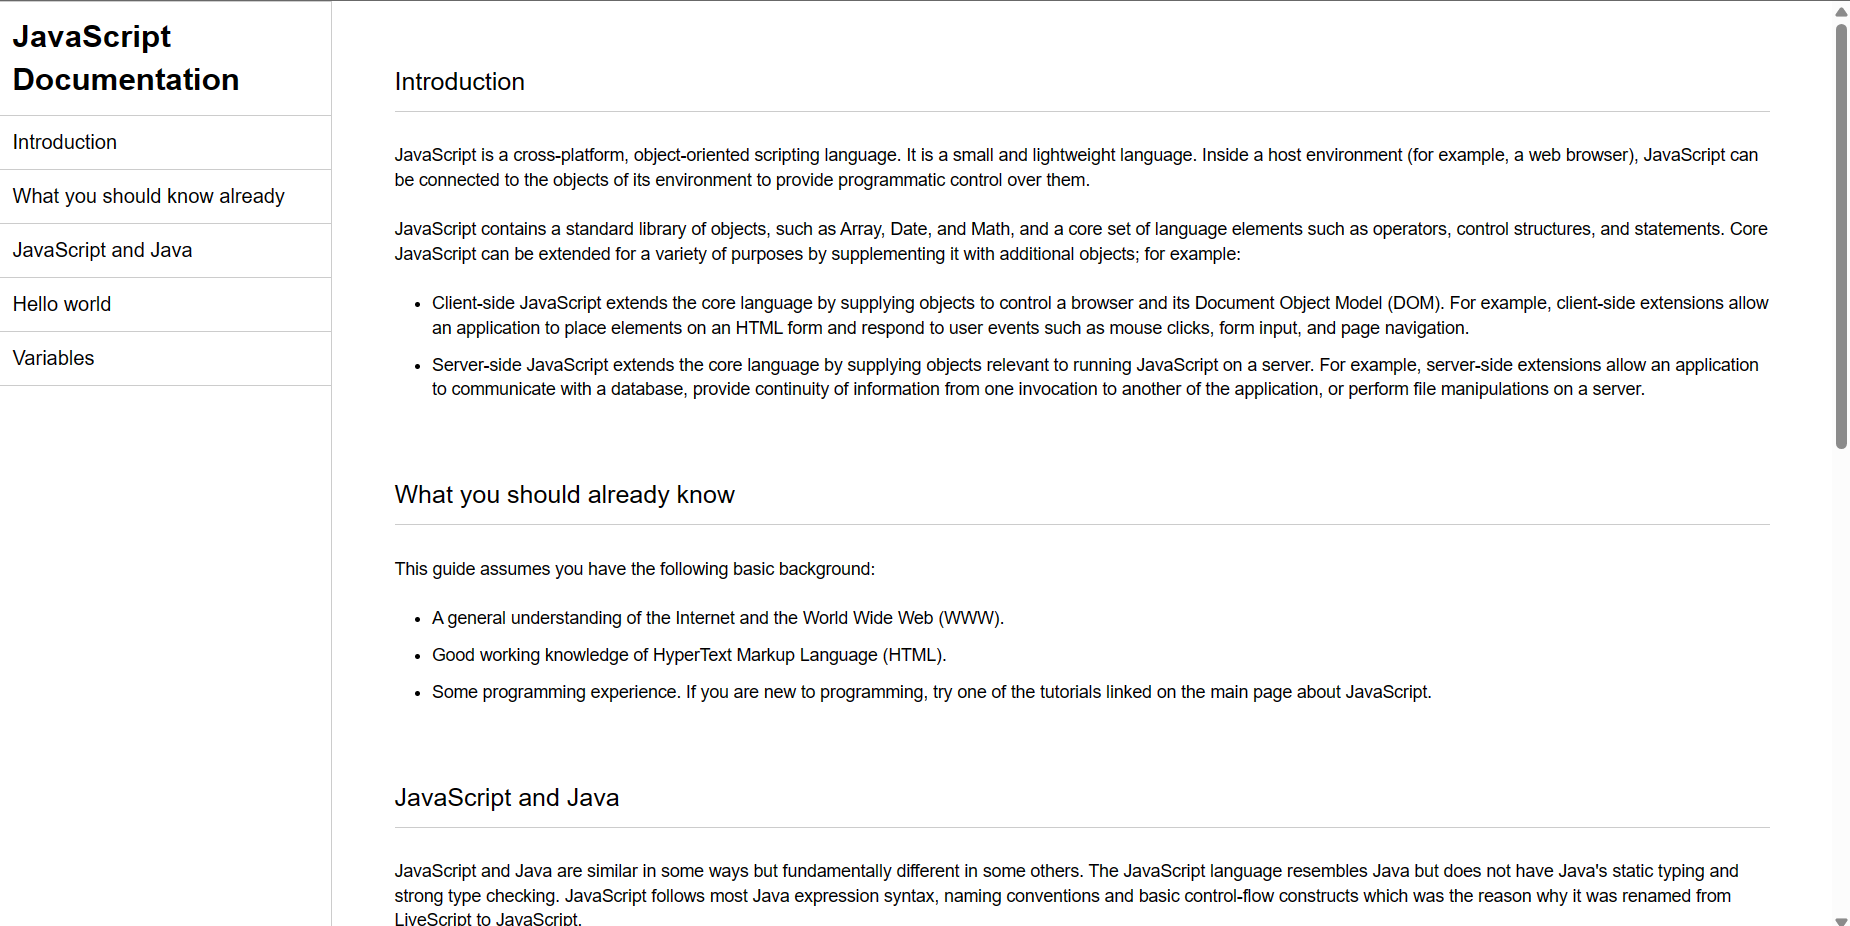 JavaScript
Documentation
Introduction
What you should know already
JavaScript and Java
Hello world
Variables
Introduction
JavaScript is a cross-platform, object-oriented scripting language. It is a small and lightweight language. Inside a host environment (for example, a web browser), JavaScript can
be connected to the objects of its environment to provide programmatic control over them.
JavaScript contains a standard library of objects, such as Array, Date, and Math, and a core set of language elements such as operators, control structures, and statements. Core
JavaScript can be extended for a variety of purposes by supplementing it with additional objects; for example:
• Client-side JavaScript extends the core language by supplying objects to control a browser and its Document Object Model (DOM). For example, client-side extensions allow
an application to place elements on an HTML form and respond to user events such as mouse clicks, form input, and page navigation.
• Server-side JavaScript extends the core language by supplying objects relevant to running JavaScript on a server. For example, server-side extensions allow an application
to communicate with a database, provide continuity of information from one invocation to another of the application, or perform file manipulations on a server.
What you should already know
This guide assumes you have the following basic background:
• A general understanding of the Internet and the World Wide Web (WWW).
• Good working knowledge of HyperText Markup Language (HTML).
• Some programming experience. If you are new to programming, try one of the tutorials linked on the main page about JavaScript.
JavaScript and Java
JavaScript and Java are similar in some ways but fundamentally different in some others. The JavaScript language resembles Java but does not have Java's static typing and
strong type checking. JavaScript follows most Java expression syntax, naming conventions and basic control-flow constructs which was the reason why it was renamed from
LiveScript to JavaScript.